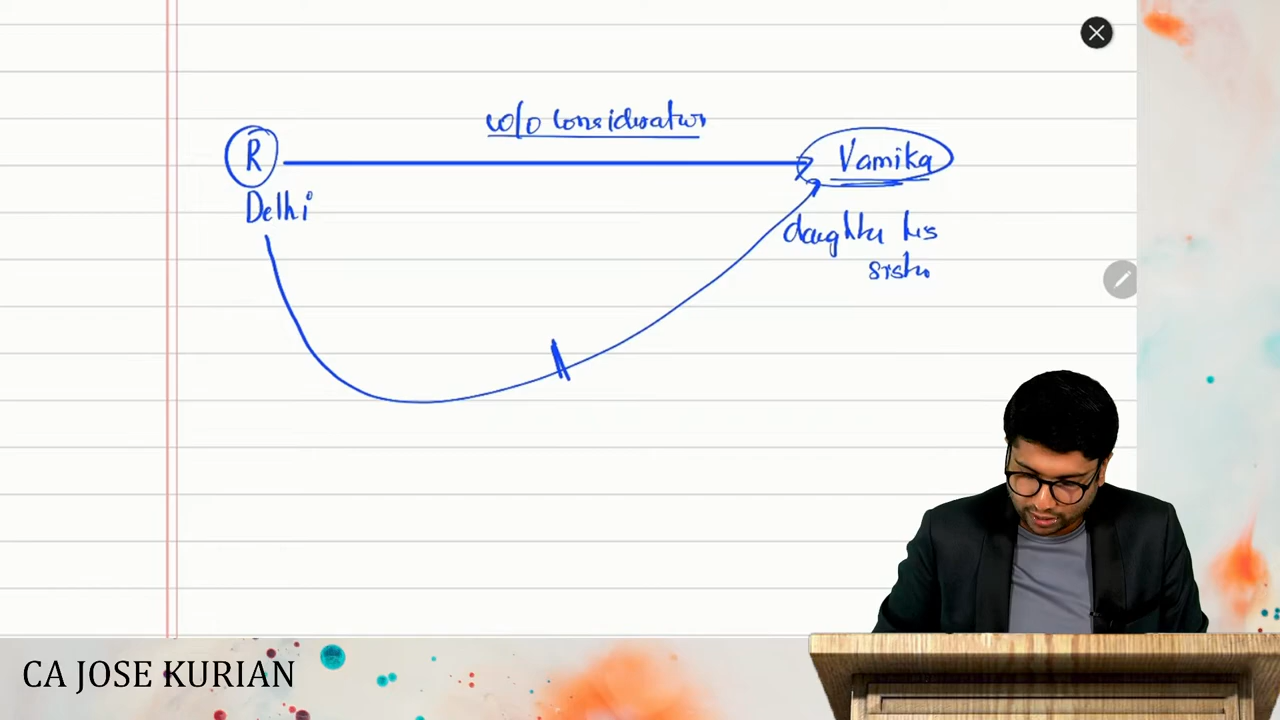 w/o consideration
R
Vamika
Delhi
daughter his
sister
CA JOSE KURIAN